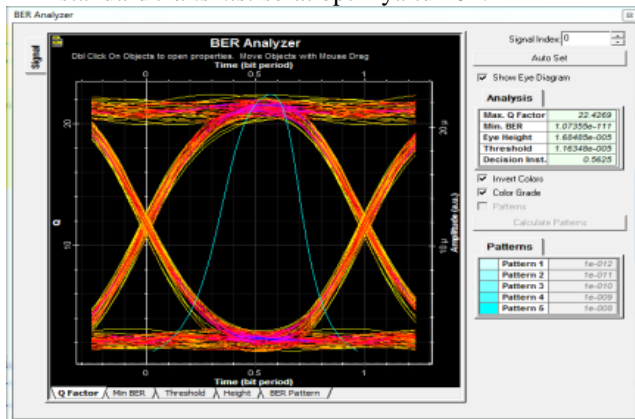 BER Analyzer
Signal
BER Analyzer
Dbl Click On Objects to open properties. Move Objects with Mouse Drag
Time (bit period)
0 0.5 1
20
10
Q
20 µ
10 µ
Amplitude (a.u.)
0 0.5 1
Time (bit period)
Q Factor Min BER Threshold Height BER Pattern
Signal Index: 0
Auto Set
Show Eye Diagram
Analysis
Max. Q Factor 22.4269
Min. BER 1.07355e-111
Eye Height 1.68485e-005
Threshold 1.16348e-005
Decision Inst. 0.5625
Invert Colors
Color Grade
Patterns
Calculate Patterns
Patterns
Pattern 1 1e-012
Pattern 2 1e-011
Pattern 3 1e-010
Pattern 4 1e-009
Pattern 5 1e-008